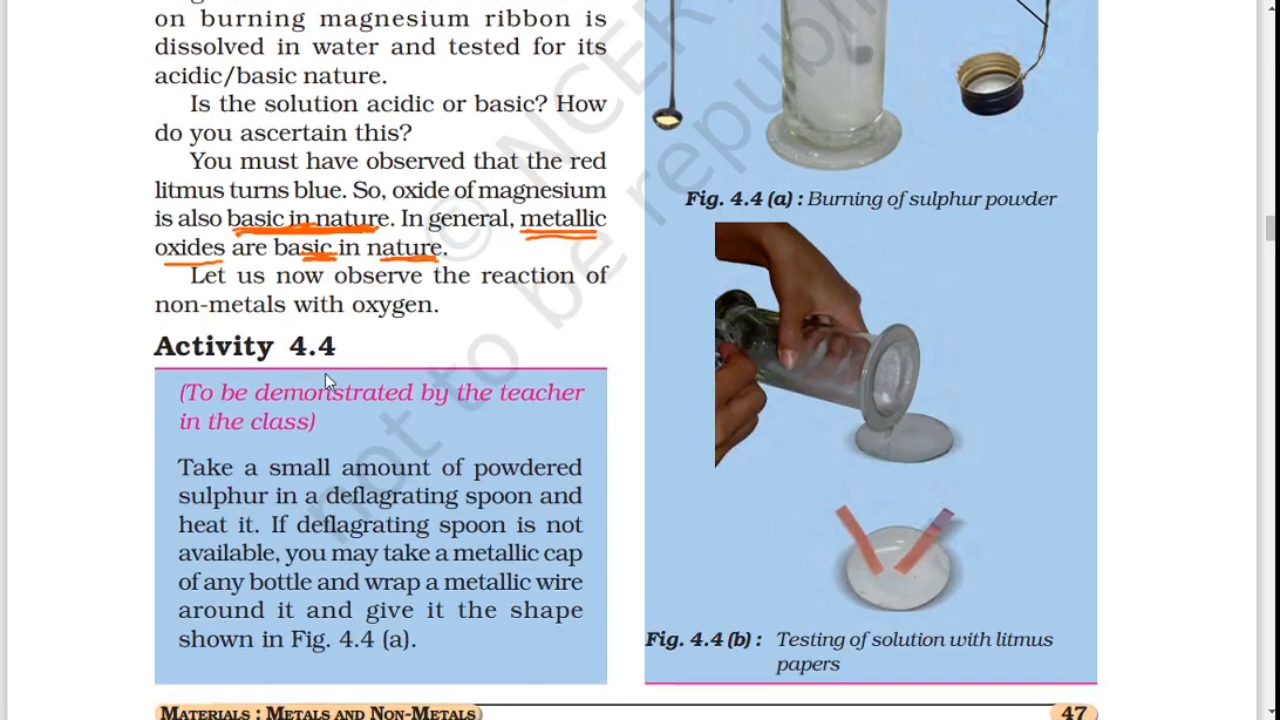 on burning magnesium ribbon is
dissolved in water and tested for its
acidic/basic nature.
Is the solution acidic or basic? How
do you ascertain this?
You must have observed that the red
litmus turns blue. So, oxide of magnesium
is also basic in nature. In general, metallic
oxides are basic in nature.
Let us now observe the reaction of
non-metals with oxygen.
Activity 4.4
(To be demonstrated by the teacher
in the class)
Take a small amount of powdered
sulphur in a deflagrating spoon and
heat it. If deflagrating spoon is not
available, you may take a metallic cap
of any bottle and wrap a metallic wire
around it and give it the shape
shown in Fig. 4.4 (a).
Fig. 4.4 (a) : Burning of sulphur powder
Fig. 4.4 (b) : Testing of solution with litmus
papers
MATERIALS : METALS AND NON-METALS
47
© NCER
not to be republi